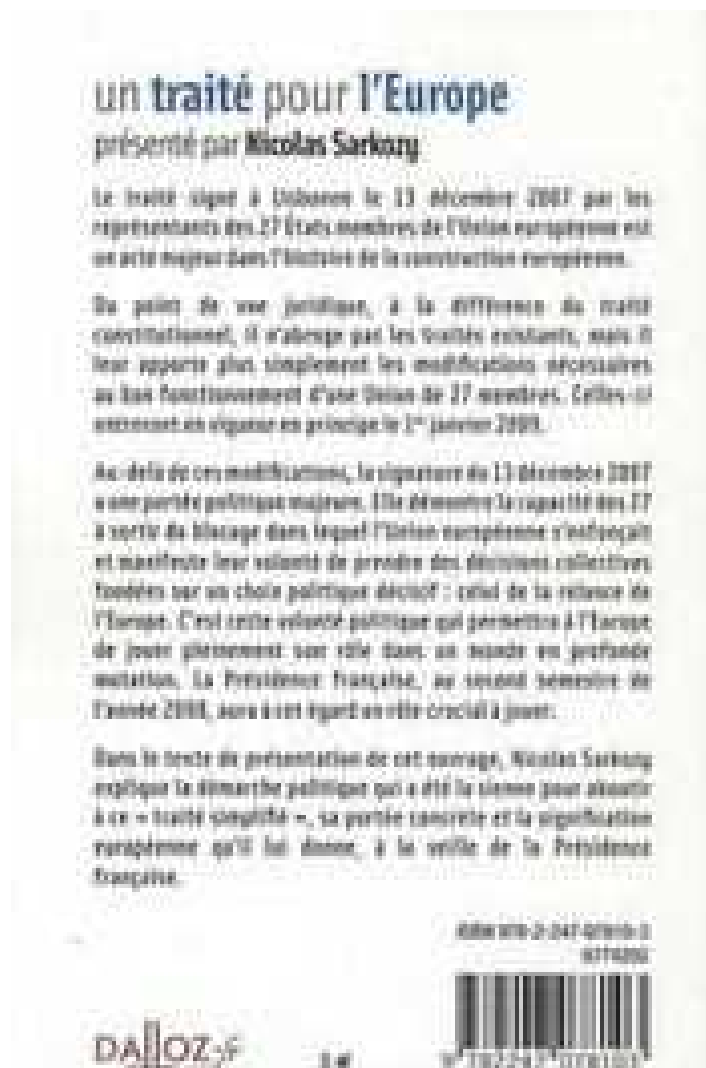 un traité pour l'Europe
présenté par Nicolas Sarkozy
Le traité signé à Lisbonne le 13 décembre 2007 par les
représentants des 27 États membres de l'Union européenne est
un acte majeur dans l'histoire de la construction européenne.
Du point de vue juridique, à la différence du traité
constitutionnel, il n'abroge pas les traités existants, mais il
leur apporte plus simplement les modifications nécessaires
au bon fonctionnement d'une Union de 27 membres. Celles-ci
entreront en vigueur en principe le 1er janvier 2009.
Au-delà de ces modifications, la signature du 13 décembre 2007
a une portée politique majeure. Elle démontre la capacité des 27
à sortir du blocage dans lequel l'Union européenne s'enfonçait
et manifeste leur volonté de prendre des décisions collectives
fondées sur un choix politique décisif : celui de la relance de
l'Europe. C'est cette volonté politique qui permettra à l'Europe
de jouer pleinement son rôle dans un monde en profonde
mutation. La Présidence française, au second semestre de
l'année 2008, aura à cet égard un rôle crucial à jouer.
Dans le texte de présentation de cet ouvrage, Nicolas Sarkozy
explique la démarche politique qui a été la sienne pour aboutir
à ce « traité simplifié », sa portée concrète et la signification
européenne qu'il lui donne, à la veille de la Présidence
française.
ISBN
DALLOZ
9 782247 078103